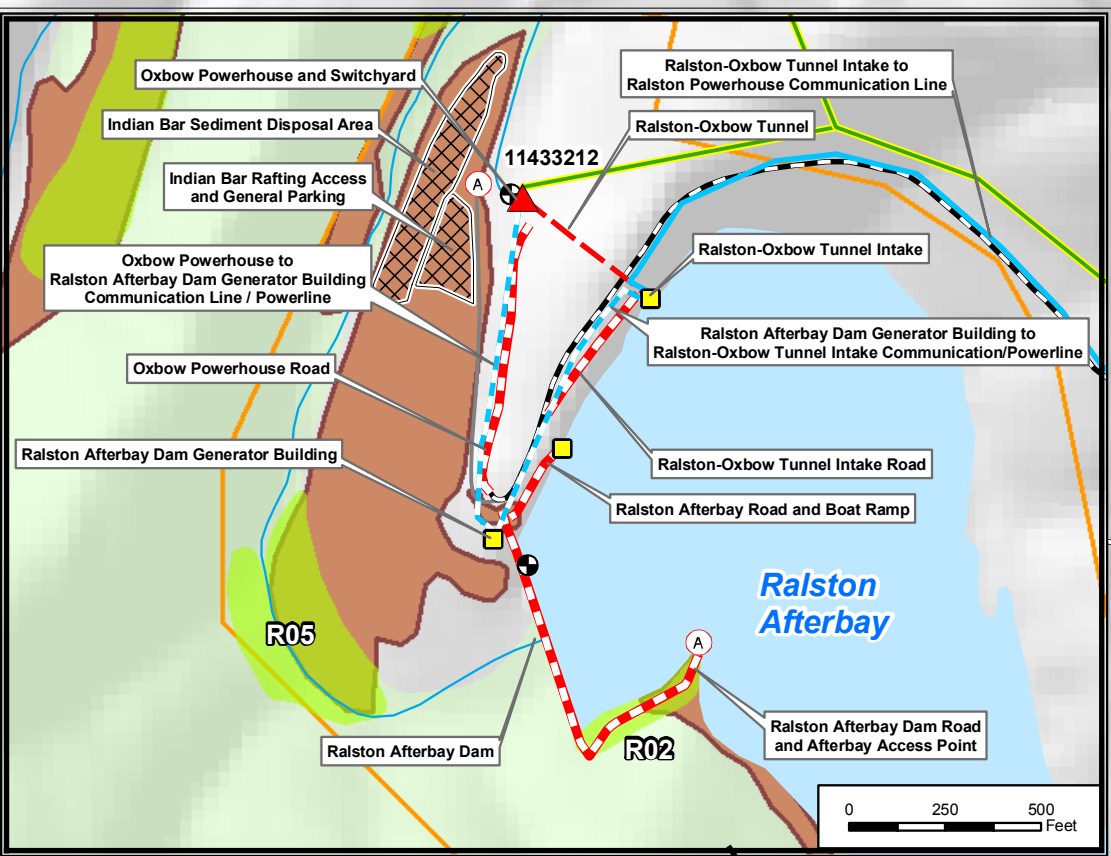 Oxbow Powerhouse and Switchyard
Ralston-Oxbow Tunnel Intake to
Ralston Powerhouse Communication Line
Indian Bar Sediment Disposal Area
Ralston-Oxbow Tunnel
11433212
A
Indian Bar Rafting Access
and General Parking
Oxbow Powerhouse to
Ralston Afterbay Dam Generator Building
Communication Line / Powerline
Ralston-Oxbow Tunnel Intake
Ralston Afterbay Dam Generator Building to
Ralston-Oxbow Tunnel Intake Communication/Powerline
Oxbow Powerhouse Road
Ralston Afterbay Dam Generator Building
Ralston-Oxbow Tunnel Intake Road
Ralston Afterbay Road and Boat Ramp
Ralston
Afterbay
R05
A
R02
Ralston Afterbay Dam
Ralston Afterbay Dam Road
and Afterbay Access Point
0 250 500
Feet